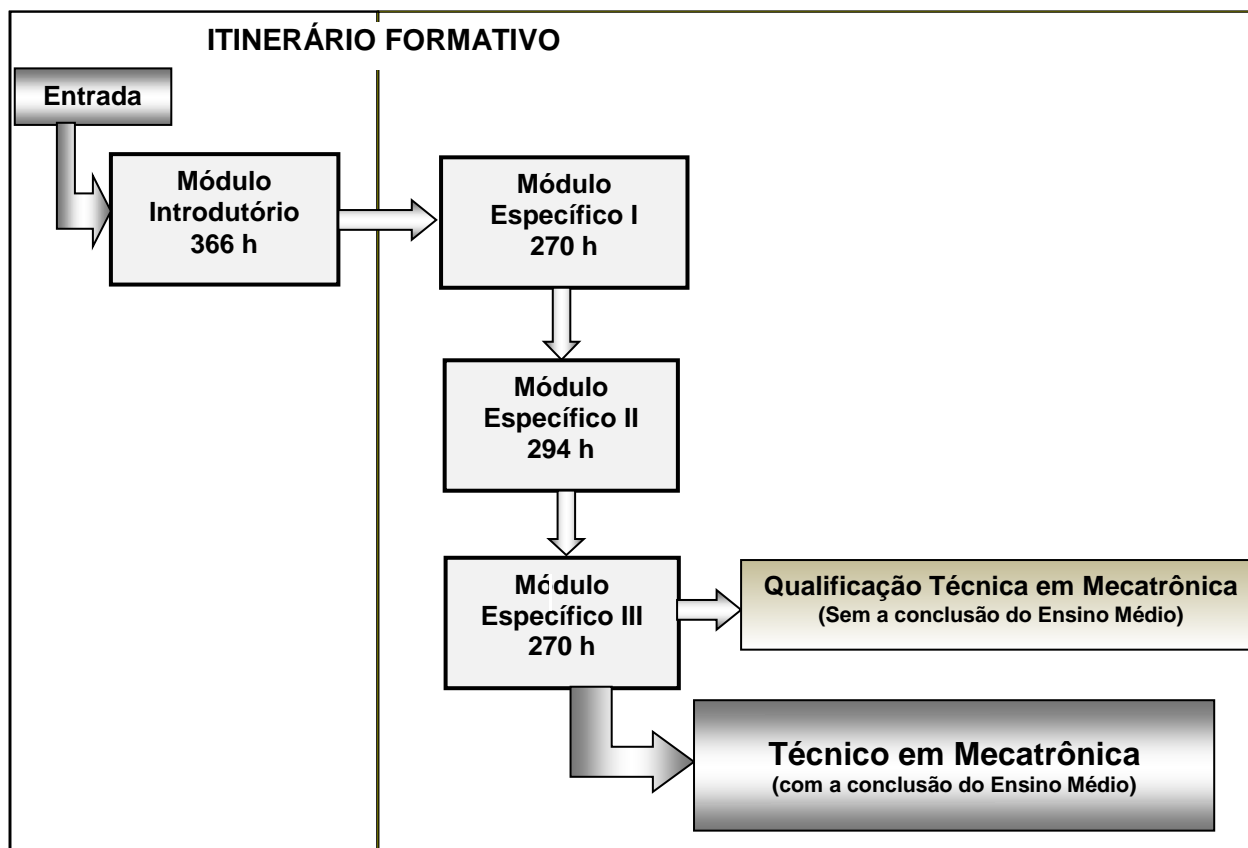 ITINERÁRIO FORMATIVO
Entrada
Módulo
Introdutório
366 h
Módulo
Específico I
270 h
Módulo
Específico II
294 h
Módulo
Específico III
270 h
Qualificação Técnica em Mecatrônica
(Sem a conclusão do Ensino Médio)
Técnico em Mecatrônica
(com a conclusão do Ensino Médio)